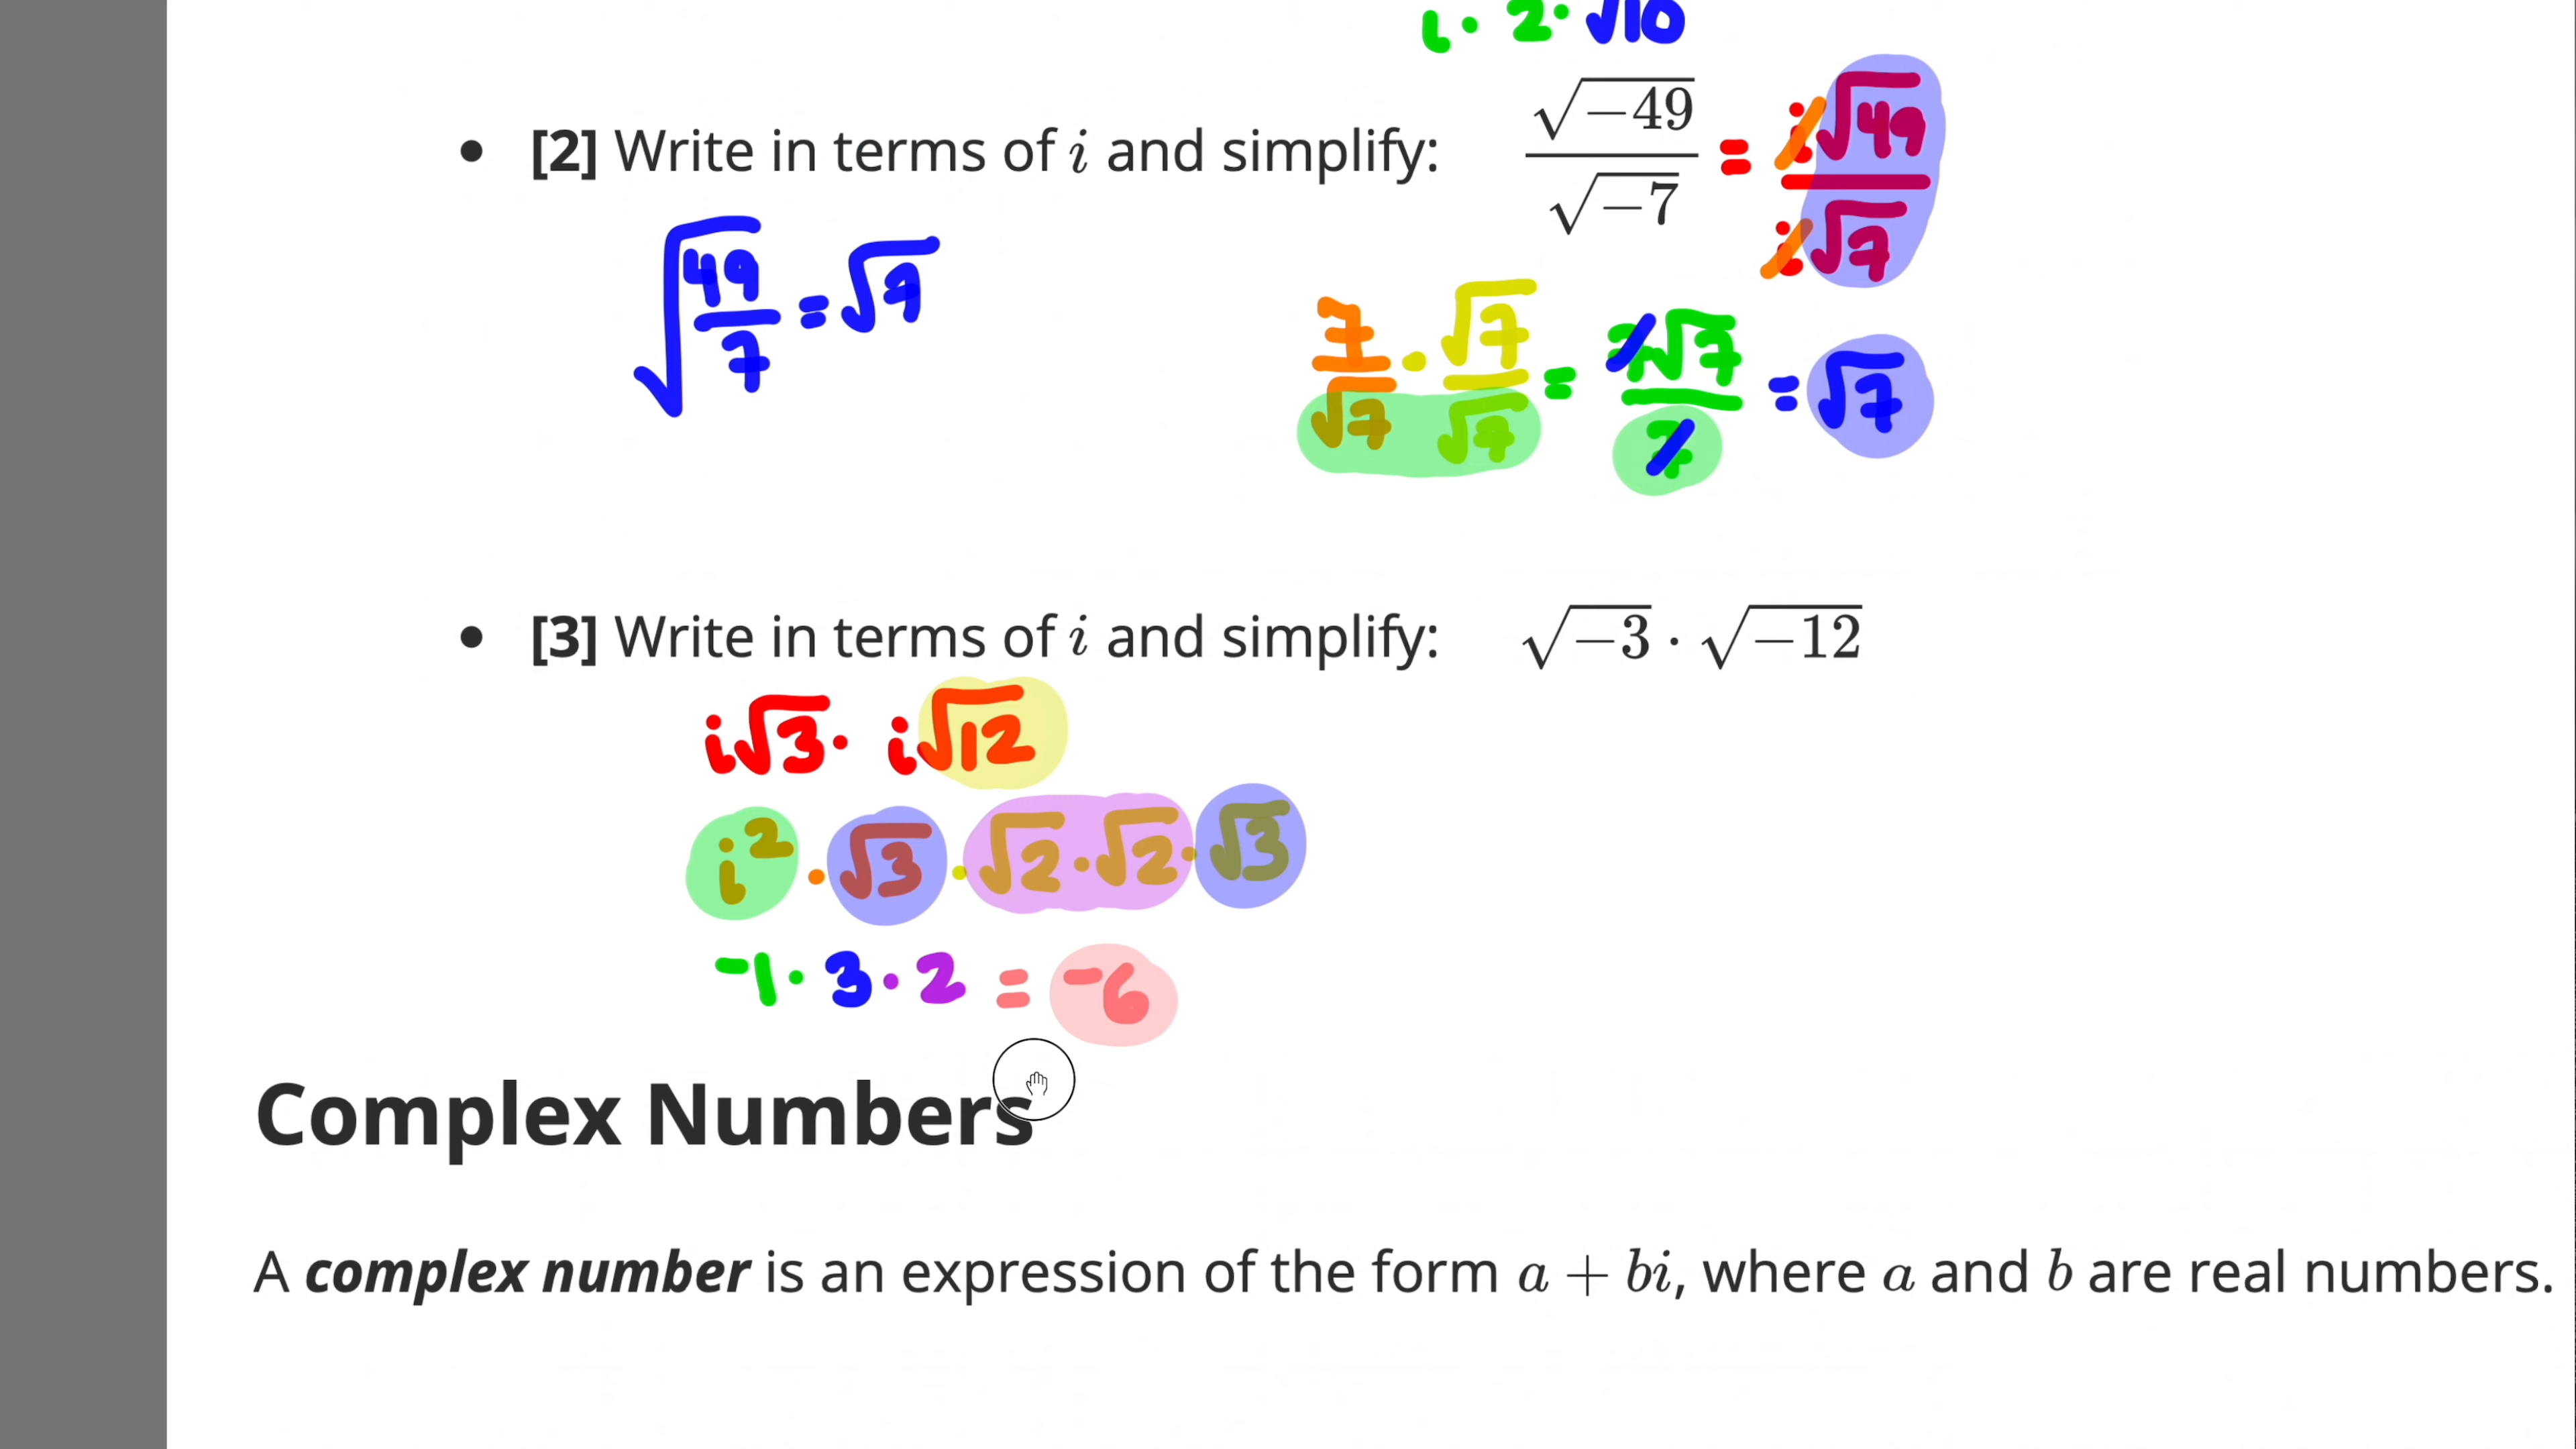 i · 2 · √10
• [2] Write in terms of i and simplify: √−49 / √−7 = i√49 / i√7
√(49/7) = √7
7/√7 · √7/√7 = 7√7/7 = √7
• [3] Write in terms of i and simplify: √−3 · √−12
i√3 · i√12
i² · √3 · √2 · √2 · √3
-1 · 3 · 2 = -6
Complex Numbers
A complex number is an expression of the form a + bi, where a and b are real numbers.